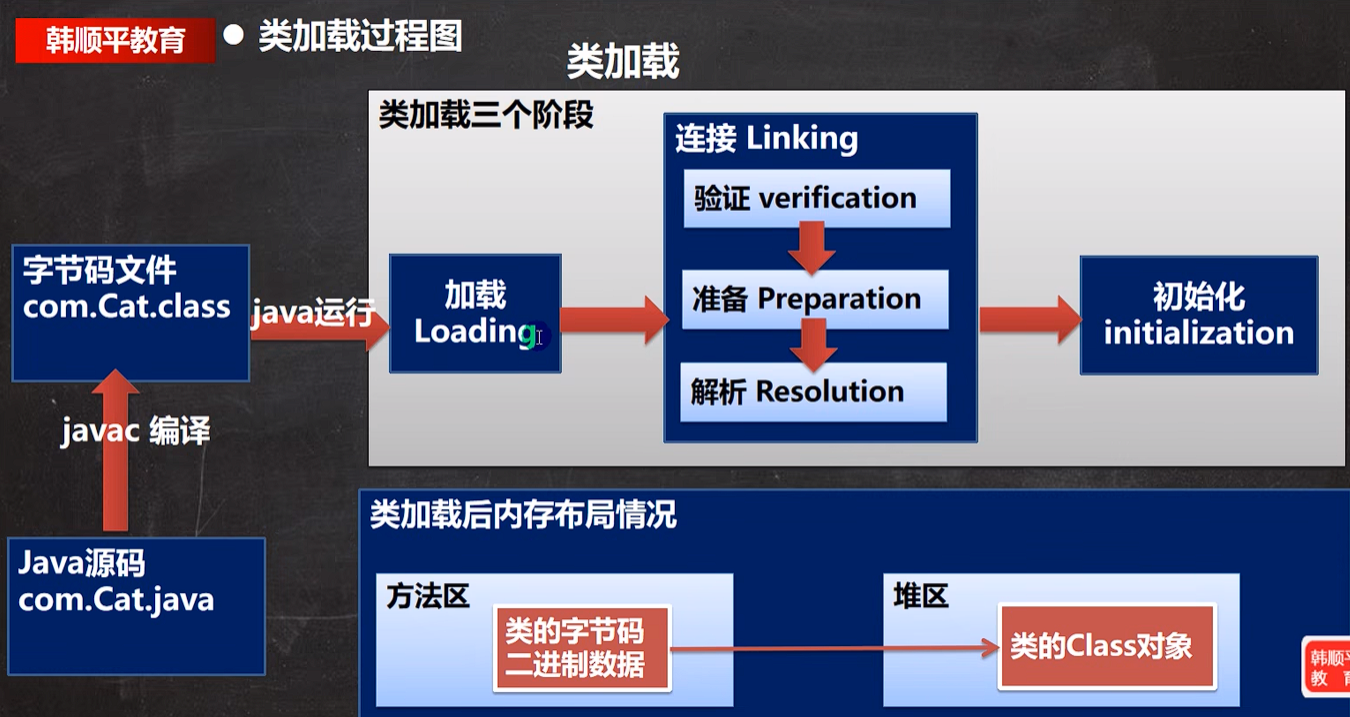 韩顺平教育
● 类加载过程图
类加载
类加载三个阶段
连接 Linking
验证 verification
准备 Preparation
解析 Resolution
字节码文件
com.Cat.class
java运行
加载
Loading
初始化
initialization
javac 编译
Java源码
com.Cat.java
类加载后内存布局情况
方法区
类的字节码
二进制数据
堆区
类的Class对象
韩顺平
教 育